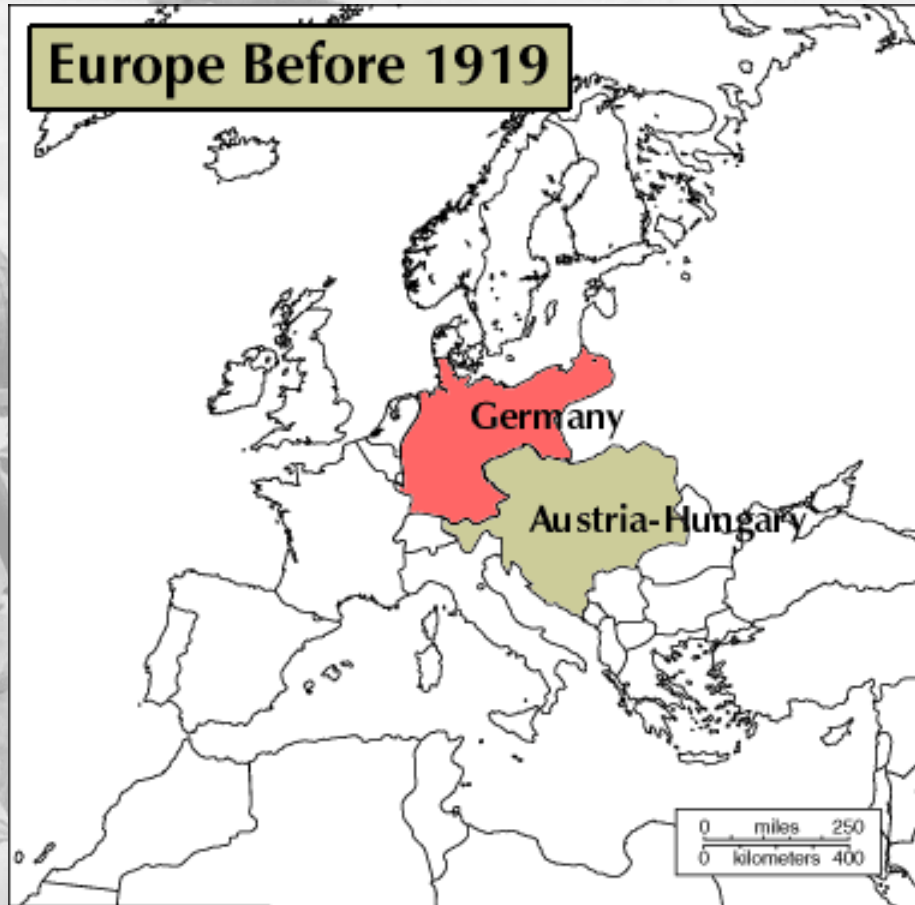 Europe Before 1919
Germany
Austria-Hungary
0 miles 250
0 kilometers 400